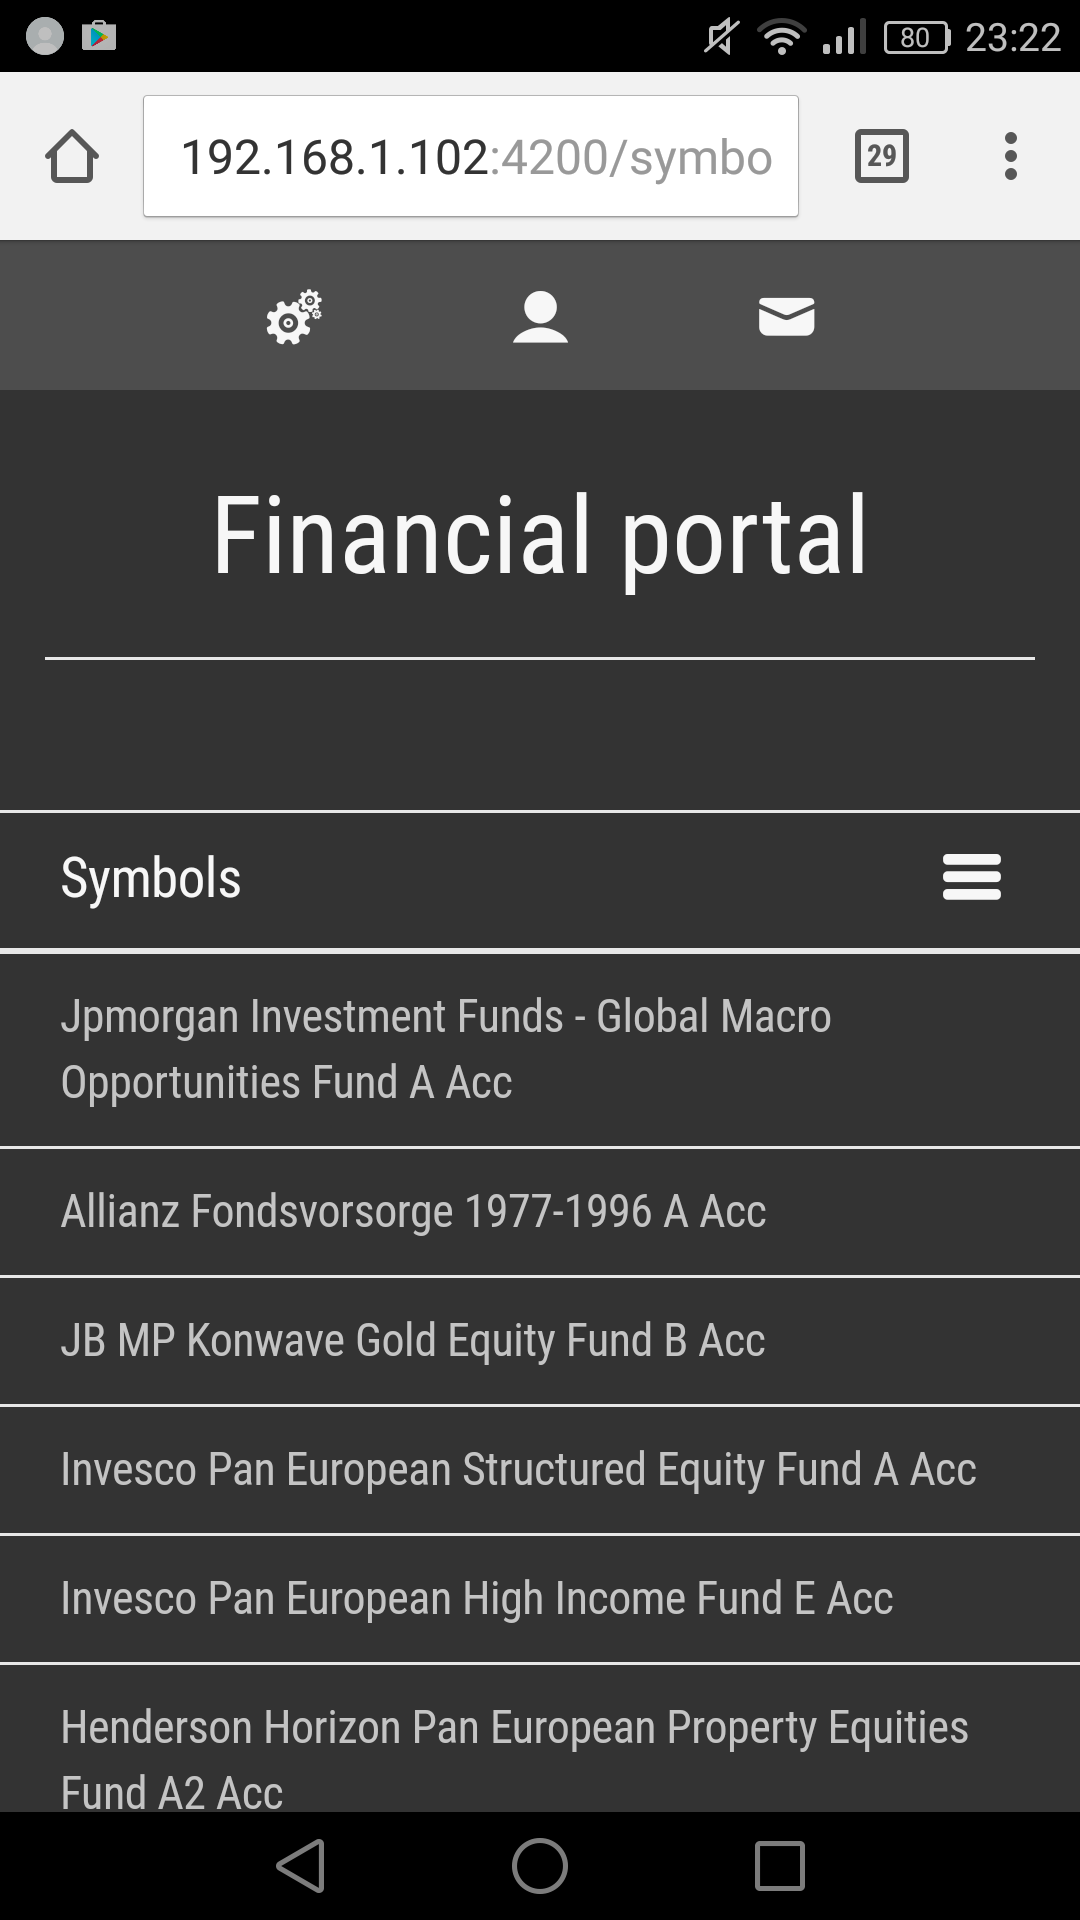 80 23:22
192.168.1.102:4200/symbo
29
Financial portal
Symbols
Jpmorgan Investment Funds - Global Macro
Opportunities Fund A Acc
Allianz Fondsvorsorge 1977-1996 A Acc
JB MP Konwave Gold Equity Fund B Acc
Invesco Pan European Structured Equity Fund A Acc
Invesco Pan European High Income Fund E Acc
Henderson Horizon Pan European Property Equities
Fund A2 Acc